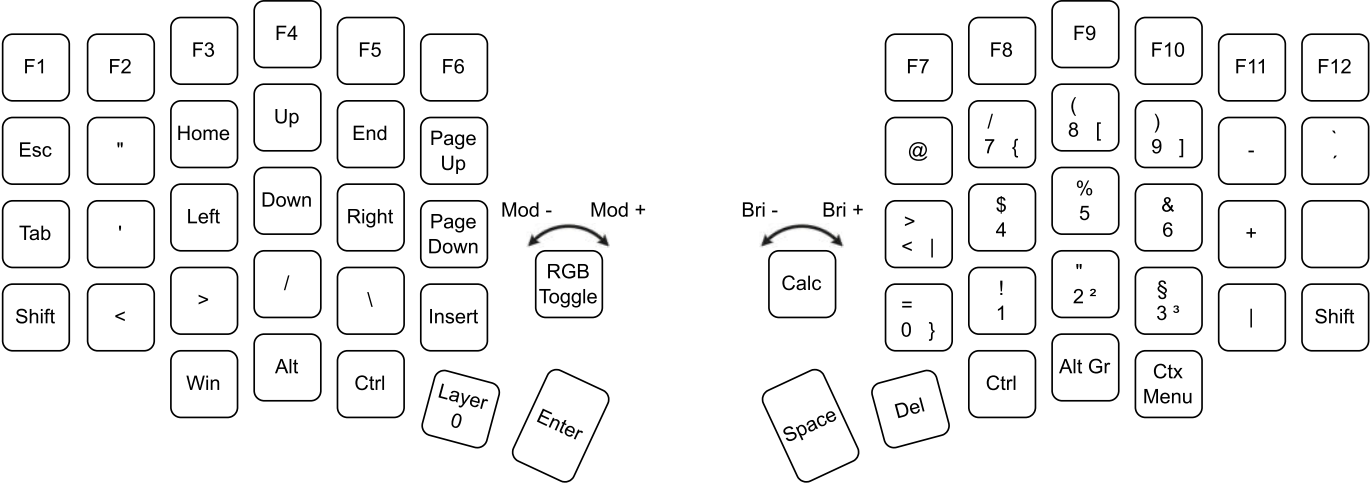 F1
F2
F3
F4
F5
F6
Esc
"
Home
Up
End
Page
Up
Tab
'
Left
Down
Right
Page
Down
Shift
<
>
/
\
Insert
Win
Alt
Ctrl
Layer
0
Enter
Mod - Mod +
RGB
Toggle
Bri - Bri +
Calc
F7
F8
F9
F10
F11
F12
@
/
7 {
(
8 [
)
9 ]
-
`
´
>
< |
$
4
%
5
&
6
+
=
0 }
!
1
"
2 ²
§
3 ³
|
Shift
Space
Del
Ctrl
Alt Gr
Ctx
Menu